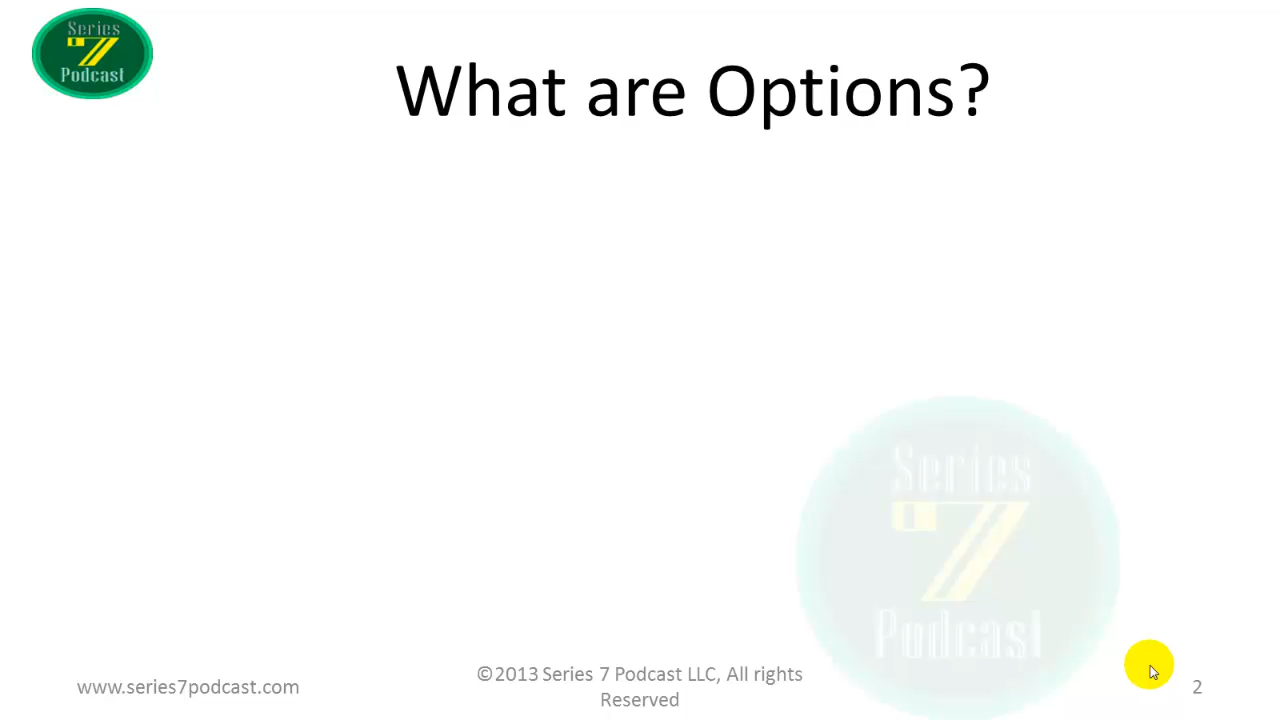 Series
7
Podcast
What are Options?
Series
7
Podcast
www.series7podcast.com
©2013 Series 7 Podcast LLC, All rights
Reserved
2